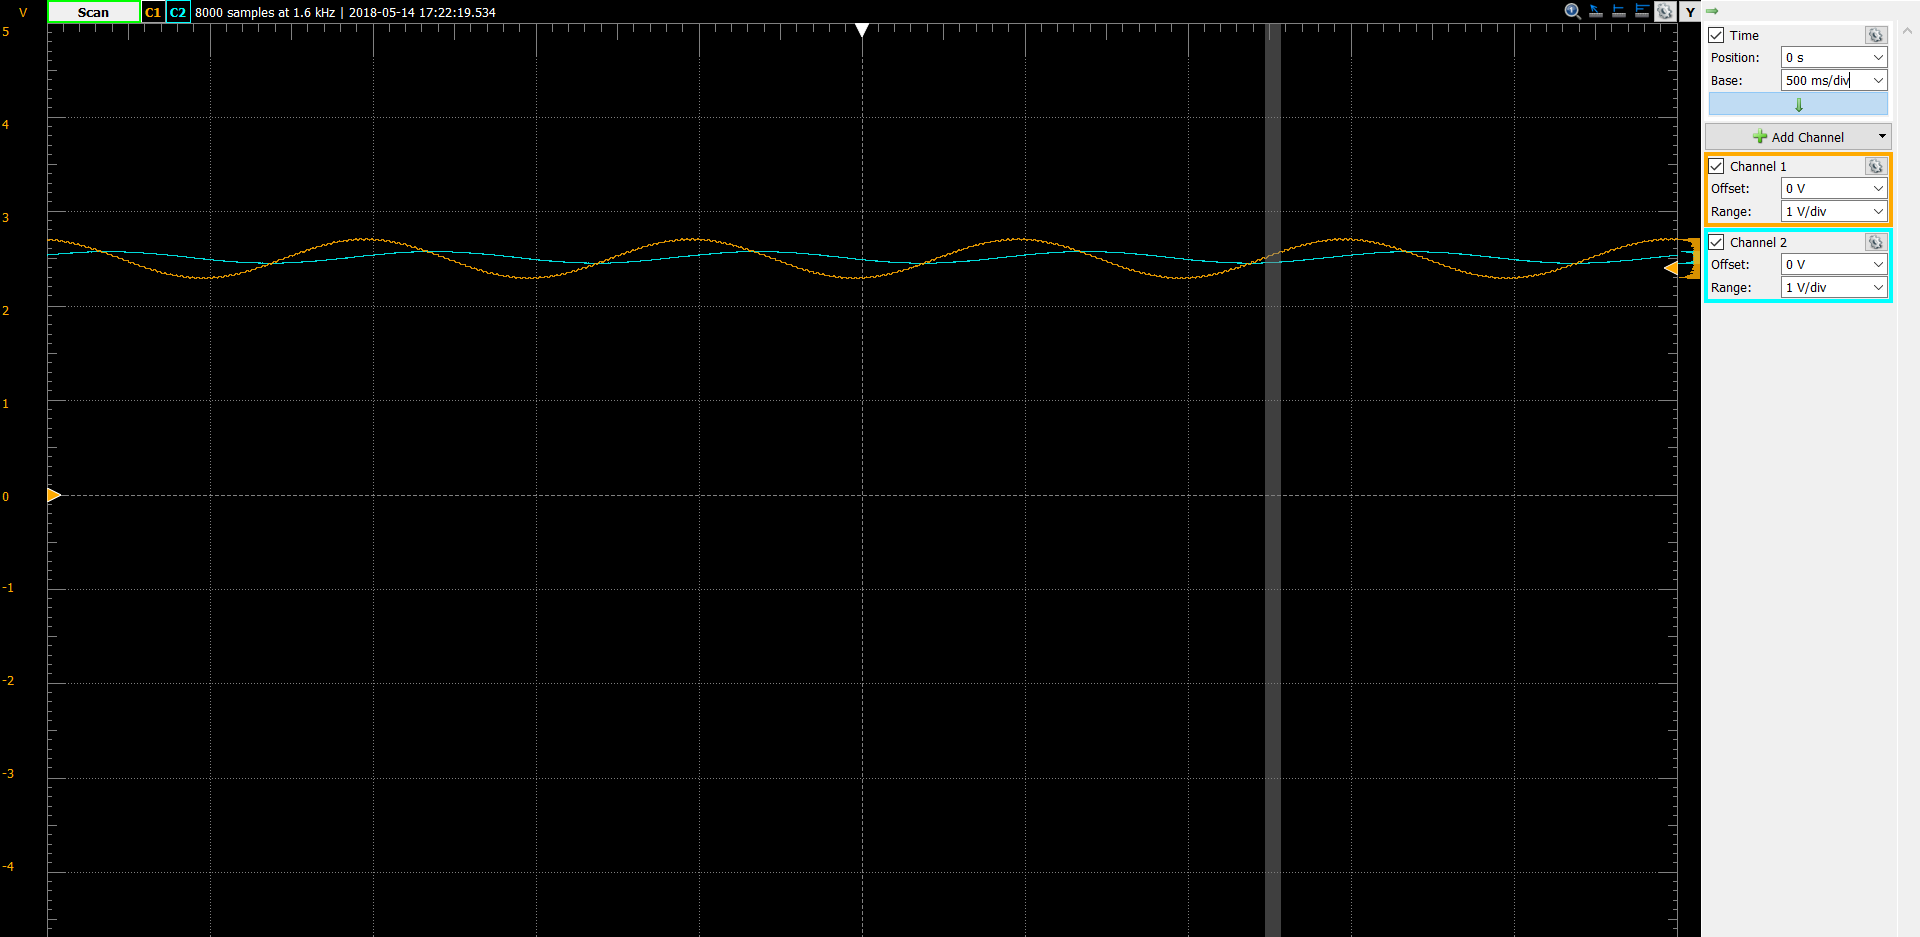 V Scan C1 C2 8000 samples at 1.6 kHz | 2018-05-14 17:22:19.534 Y
5
4
3
2
1
0
-1
-2
-3
-4
Time
Position: 0 s
Base: 500 ms/div
Add Channel
Channel 1
Offset: 0 V
Range: 1 V/div
Channel 2
Offset: 0 V
Range: 1 V/div